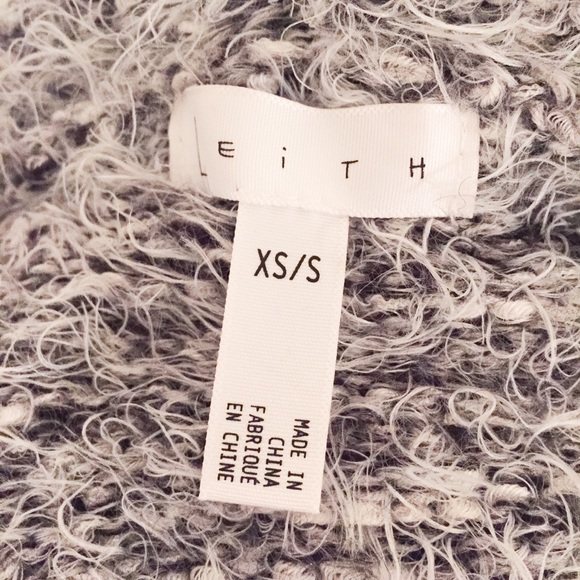 LEiTH
XS/S
MADE IN
CHINA
FABRIQUÉ
EN CHINE